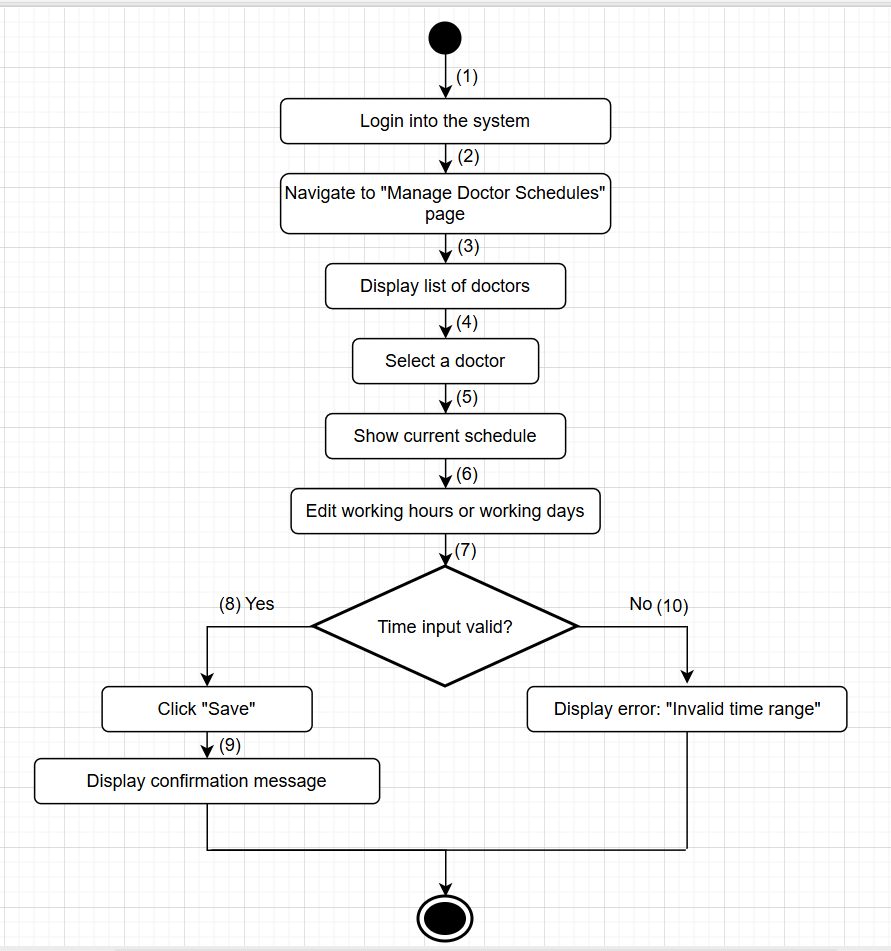 (1)
Login into the system
(2)
Navigate to "Manage Doctor Schedules"
page
(3)
Display list of doctors
(4)
Select a doctor
(5)
Show current schedule
(6)
Edit working hours or working days
(7)
(8) Yes
No (10)
Time input valid?
Click "Save"
Display error: "Invalid time range"
(9)
Display confirmation message